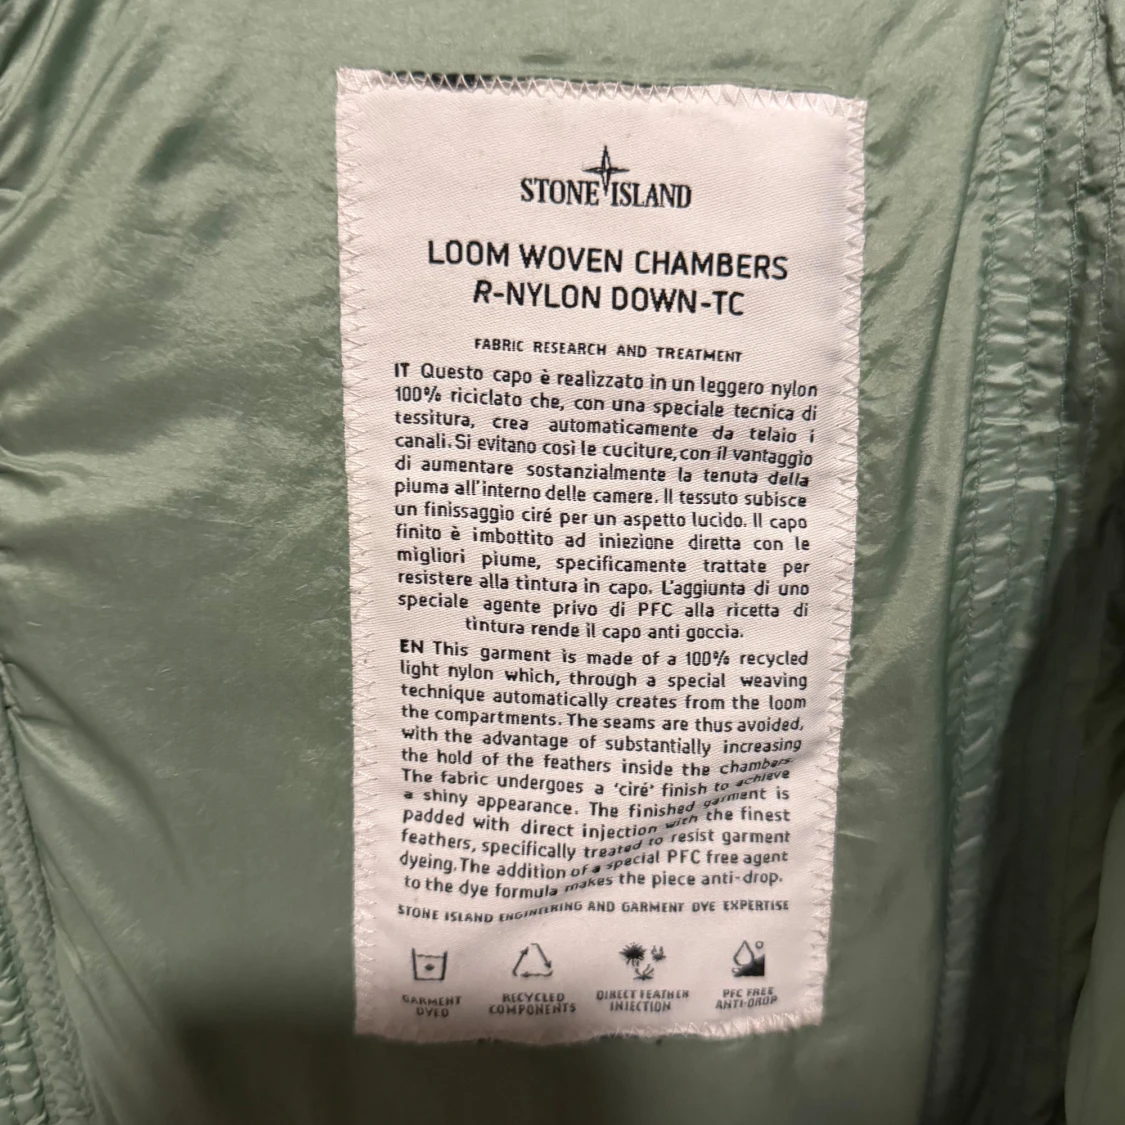 STONE ISLAND
LOOM WOVEN CHAMBERS
R-NYLON DOWN-TC
FABRIC RESEARCH AND TREATMENT
IT Questo capo è realizzato in un leggero nylon
100% riciclato che, con una speciale tecnica di
tessitura, crea automaticamente da telaio i
canali. Si evitano così le cuciture, con il vantaggio
di aumentare sostanzialmente la tenuta della
piuma all'interno delle camere. Il tessuto subisce
un finissaggio ciré per un aspetto lucido. Il capo
finito è imbottito ad iniezione diretta con le
migliori piume, specificamente trattate per
resistere alla tintura in capo. L'aggiunta di uno
speciale agente privo di PFC alla ricetta di
tintura rende il capo anti goccia.
EN This garment is made of a 100% recycled
light nylon which, through a special weaving
technique automatically creates from the loom
the compartments. The seams are thus avoided,
with the advantage of substantially increasing
the hold of the feathers inside the chambers.
The fabric undergoes a 'ciré' finish to achieve
a shiny appearance. The finished garment is
padded with direct injection with the finest
feathers, specifically treated to resist garment
dyeing. The addition of a special PFC free agent
to the dye formula makes the piece anti-drop.
STONE ISLAND ENGINEERING AND GARMENT DYE EXPERTISE
GARMENT
DYED
RECYCLED
COMPONENTS
DIRECT FEATHER
INJECTION
PFC FREE
ANTI-DROP